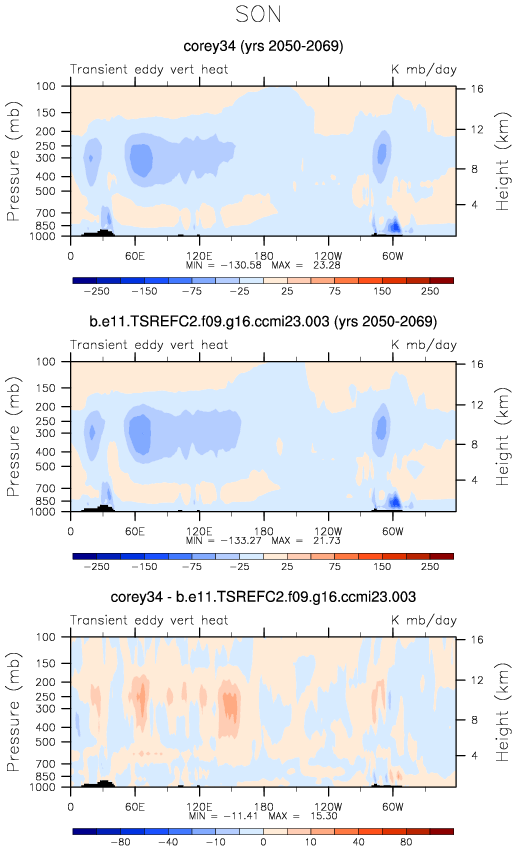 SON
corey34 (yrs 2050-2069)
Transient eddy vert heat K mb/day
Pressure (mb)
Height (km)
100
150
200
250
300
400
500
700
850
1000
16
12
8
4
0 60E 120E 180 120W 60W
MIN = -130.58 MAX = 23.28
-250 -150 -75 -25 25 75 150 250
b.e11.TSREFC2.f09.g16.ccmi23.003 (yrs 2050-2069)
Transient eddy vert heat K mb/day
Pressure (mb)
Height (km)
100
150
200
250
300
400
500
700
850
1000
16
12
8
4
0 60E 120E 180 120W 60W
MIN = -133.27 MAX = 21.73
-250 -150 -75 -25 25 75 150 250
corey34 - b.e11.TSREFC2.f09.g16.ccmi23.003
Transient eddy vert heat K mb/day
Pressure (mb)
Height (km)
100
150
200
250
300
400
500
700
850
1000
16
12
8
4
0 60E 120E 180 120W 60W
MIN = -11.41 MAX = 15.30
-80 -40 -10 0 10 40 80